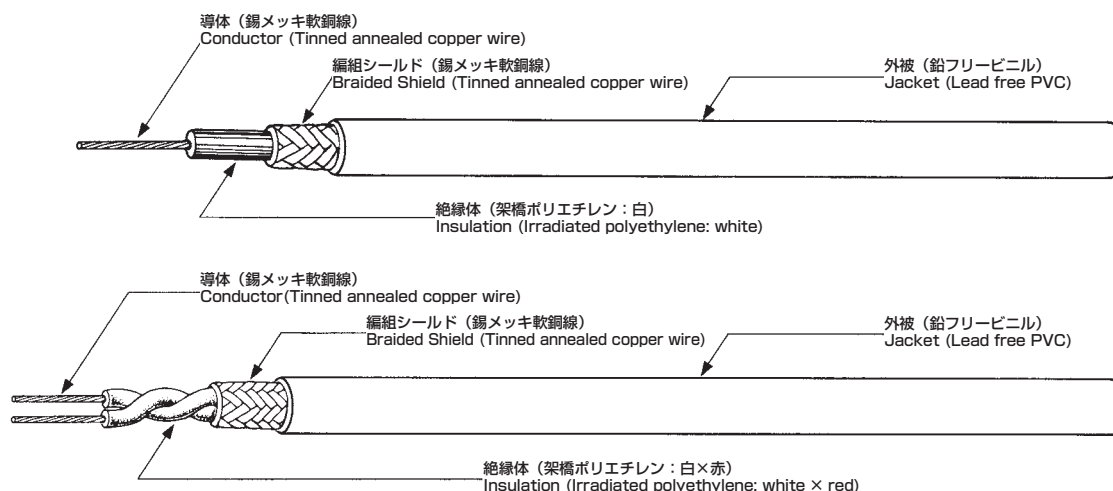 導体（錫メッキ軟銅線）
Conductor (Tinned annealed copper wire)
編組シールド（錫メッキ軟銅線）
Braided Shield (Tinned annealed copper wire)
外被（鉛フリービニル）
Jacket (Lead free PVC)
絶縁体（架橋ポリエチレン：白）
Insulation (Irradiated polyethylene: white)
導体（錫メッキ軟銅線）
Conductor(Tinned annealed copper wire)
編組シールド（錫メッキ軟銅線）
Braided Shield (Tinned annealed copper wire)
外被（鉛フリービニル）
Jacket (Lead free PVC)
絶縁体（架橋ポリエチレン：白×赤）
Insulation (Irradiated polyethylene: white × red)